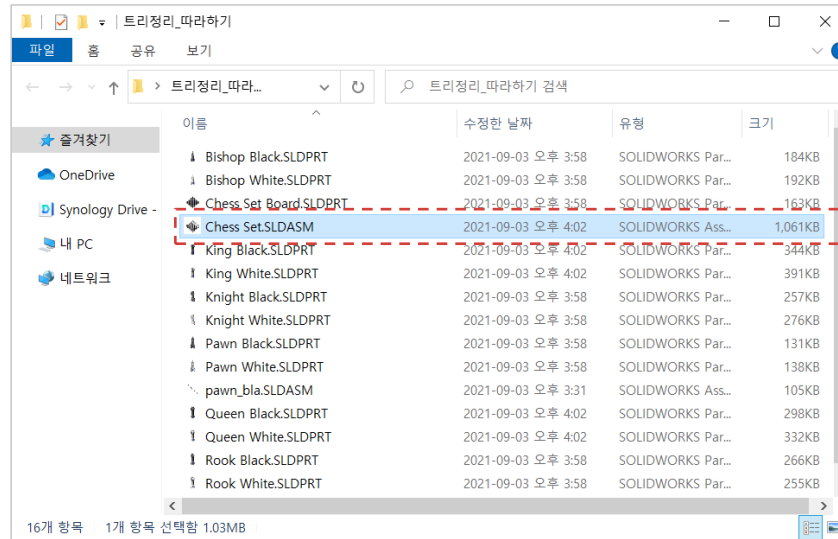 트리정리_따라하기
파일 홈 공유 보기
트리정리_따라... 트리정리_따라하기 검색
이름 수정한 날짜 유형 크기
즐겨찾기
OneDrive
Synology Drive -
내 PC
네트워크
Bishop Black.SLDPRT 2021-09-03 오후 3:58 SOLIDWORKS Par... 184KB
Bishop White.SLDPRT 2021-09-03 오후 3:58 SOLIDWORKS Par... 192KB
Chess Set Board.SLDPRT 2021-09-03 오후 3:58 SOLIDWORKS Par... 163KB
Chess Set.SLDASM 2021-09-03 오후 4:02 SOLIDWORKS Ass... 1,061KB
King Black.SLDPRT 2021-09-03 오후 4:02 SOLIDWORKS Par... 344KB
King White.SLDPRT 2021-09-03 오후 4:02 SOLIDWORKS Par... 391KB
Knight Black.SLDPRT 2021-09-03 오후 3:58 SOLIDWORKS Par... 257KB
Knight White.SLDPRT 2021-09-03 오후 3:58 SOLIDWORKS Par... 276KB
Pawn Black.SLDPRT 2021-09-03 오후 3:58 SOLIDWORKS Par... 131KB
Pawn White.SLDPRT 2021-09-03 오후 3:58 SOLIDWORKS Par... 138KB
pawn_bla.SLDASM 2021-09-03 오후 3:31 SOLIDWORKS Ass... 105KB
Queen Black.SLDPRT 2021-09-03 오후 4:02 SOLIDWORKS Par... 298KB
Queen White.SLDPRT 2021-09-03 오후 4:02 SOLIDWORKS Par... 332KB
Rook Black.SLDPRT 2021-09-03 오후 3:58 SOLIDWORKS Par... 266KB
Rook White.SLDPRT 2021-09-03 오후 3:58 SOLIDWORKS Par... 255KB
16개 항목 1개 항목 선택함 1.03MB